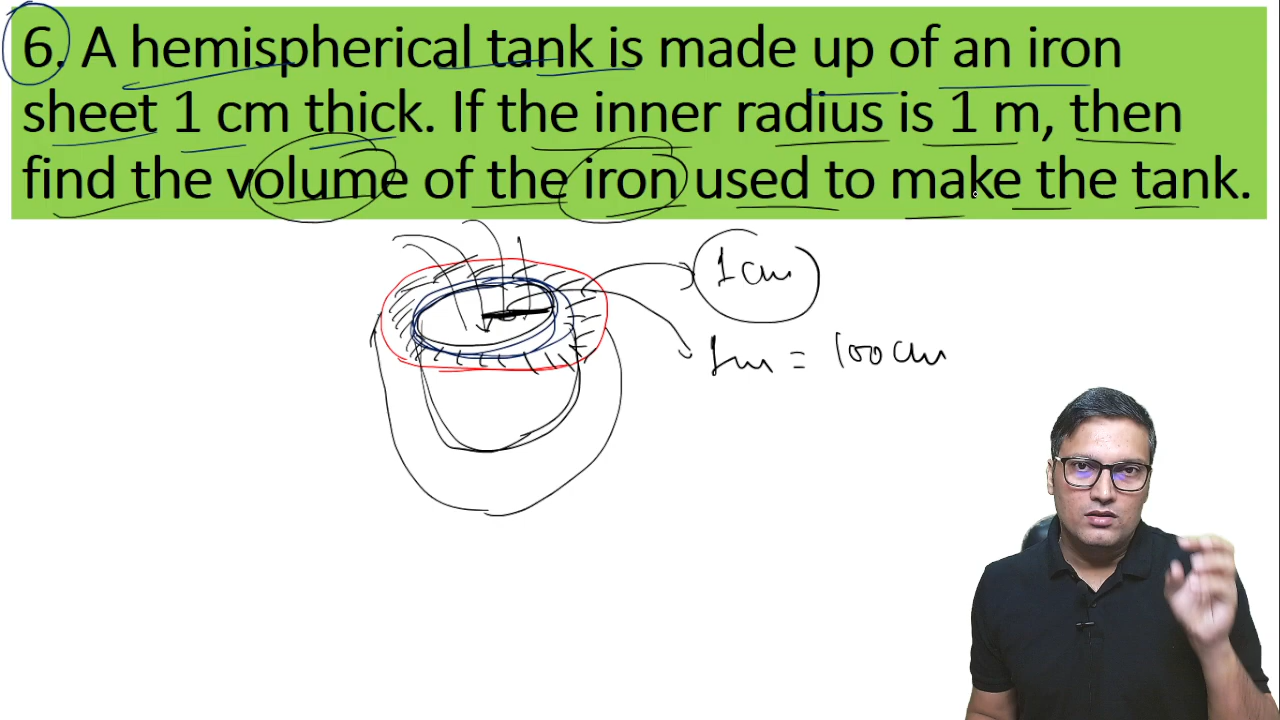 6. A hemispherical tank is made up of an iron
sheet 1 cm thick. If the inner radius is 1 m, then
find the volume of the iron used to make the tank.
1 cm
1m = 100 cm